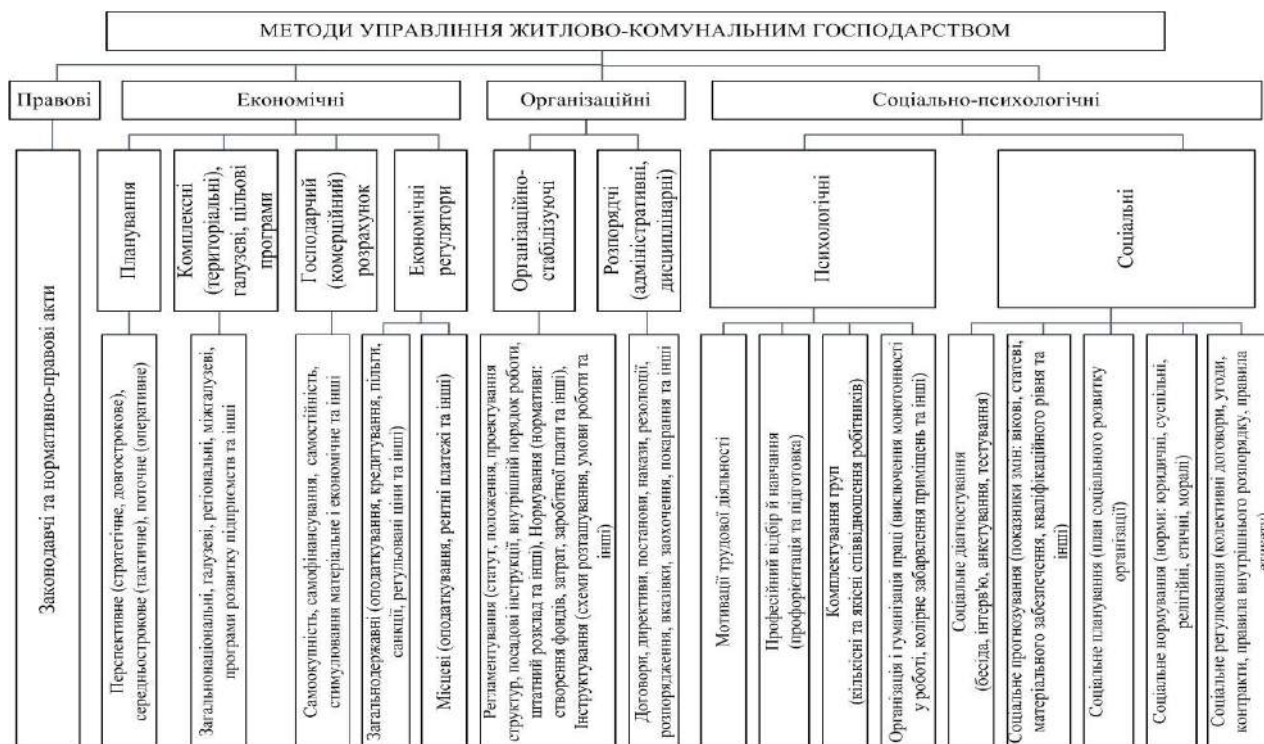 МЕТОДИ УПРАВЛІННЯ ЖИТЛОВО-КОМУНАЛЬНИМ ГОСПОДАРСТВОМ
Правові
Економічні
Організаційні
Соціально-психологічні
Законодавчі та нормативно-правові акти
Планування
Комплексні
(територіальні),
галузеві, цільові
програми
Господарчий
(комерційний)
розрахунок
Економічні
регулятори
Організаційно-
стабілізуючі
Розпорядчі
(адміністративні,
дисциплінарні)
Психологічні
Соціальні
Перспективне (стратегічне, довгострокове),
середньострокове (тактичне), поточне (оперативне)
Загальнонаціональні, галузеві, регіональні, міжгалузеві,
програми розвитку підприємств та інші
Самоокупність, самофінансування, самостійність,
стимулювання матеріальне і економічне та інші
Загальнодержавні (оподаткування, кредитування, пільги,
санкції, регульовані ціни та інші)
Місцеві (оподаткування, рентні платежі та інші)
Регламентування (статут, положення, проектування
структур, посадові інструкції, внутрішній порядок роботи,
штатний розклад та інші), Нормування (нормативи:
створення фондів, затрат, заробітної плати та інші),
Інструктування (схеми розташування, умови роботи та
інші)
Договори, директиви, постанови, накази, резолюції,
розпорядження, вказівки, заохочення, покарання та інші
Мотивації трудової діяльності
Професійний відбір й навчання
(профорієнтація та підготовка)
Комплектування груп
(кількісні та якісні співвідношення робітників)
Організація і гуманізація праці (виключення монотонності
у роботі, колірне забарвлення приміщень та інші)
Соціальне діагностування
(бесіда, інтерв'ю, анкетування, тестування)
Соціальне прогнозування (показники змін: вікові, статеві,
матеріального забезпечення, кваліфікаційного рівня та
інші)
Соціальне планування (план соціального розвитку
організації)
Соціальне нормування (норми: юридичні, суспільні,
релігійні, етичні, моралі)
Соціальне регулювання (колективні договори, угоди,
контракти, правила внутрішнього розпорядку, правила